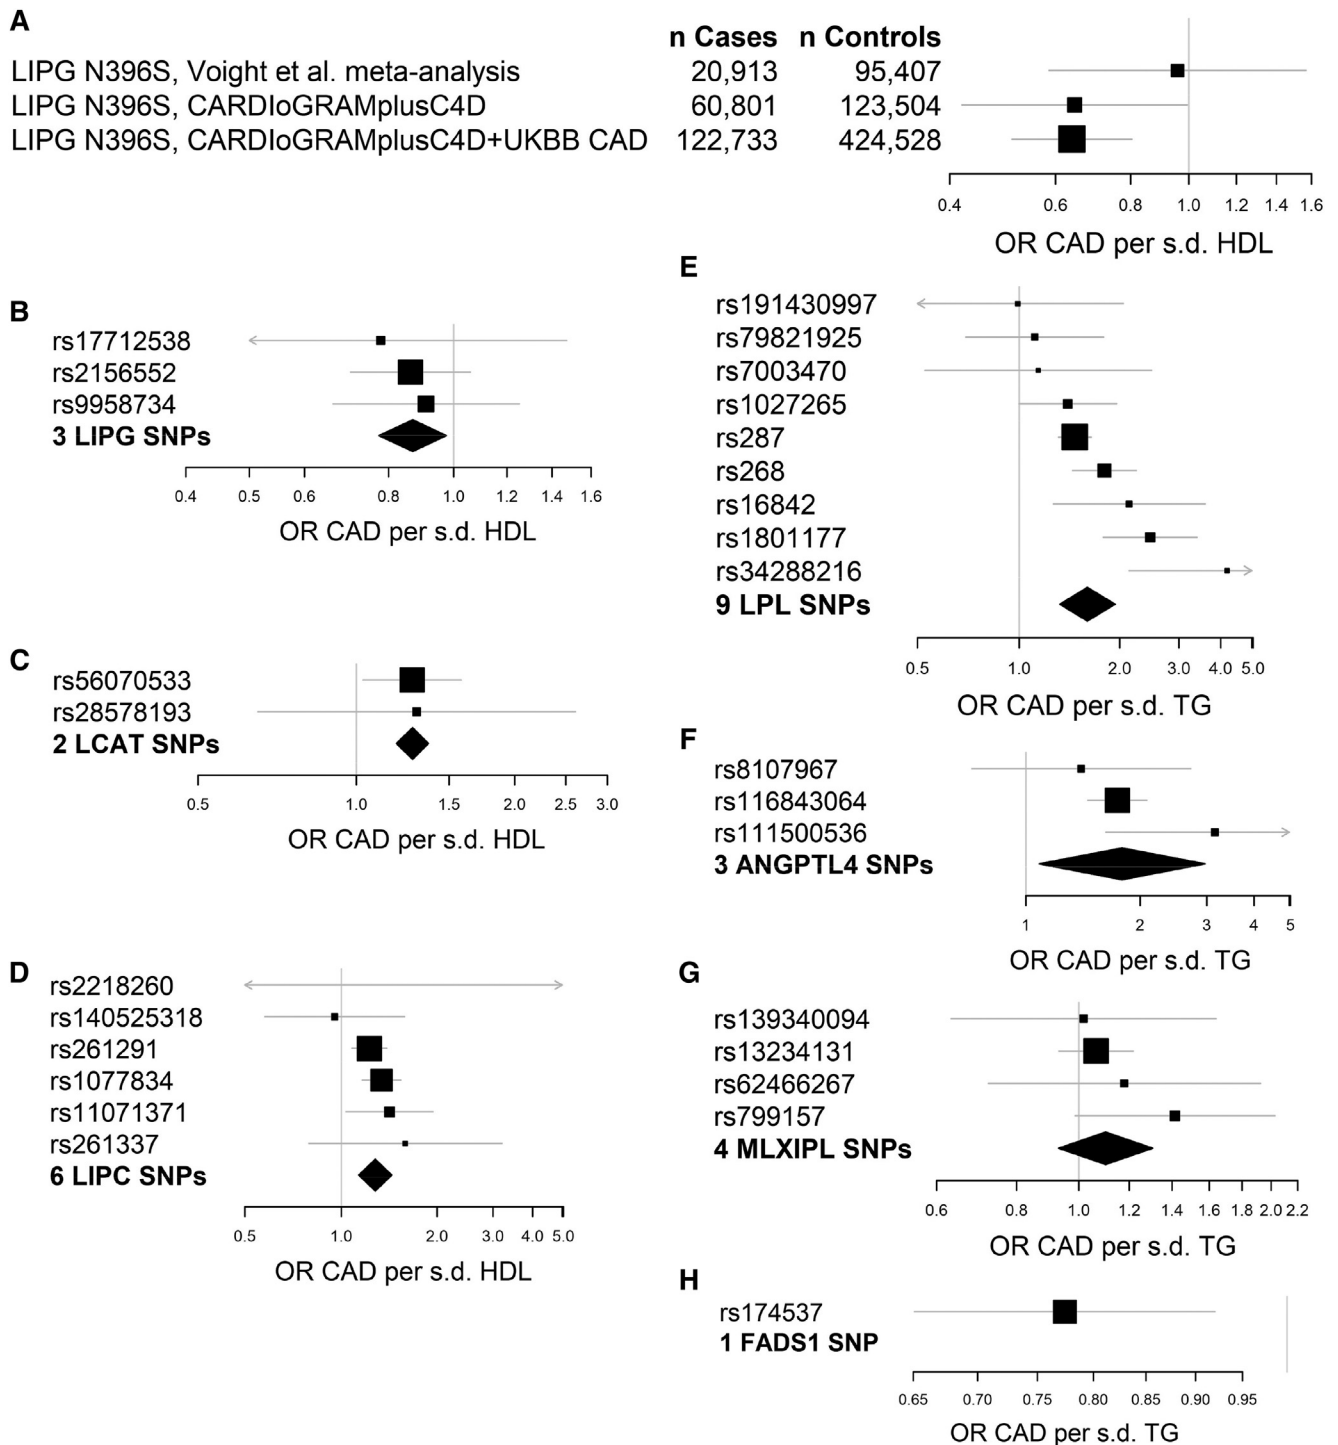 A
n Cases n Controls
LIPG N396S, Voight et al. meta-analysis 20,913 95,407
LIPG N396S, CARDIoGRAMplusC4D 60,801 123,504
LIPG N396S, CARDIoGRAMplusC4D+UKBB CAD 122,733 424,528
0.4 0.6 0.8 1.0 1.2 1.4 1.6
OR CAD per s.d. HDL
B
rs17712538
rs2156552
rs9958734
3 LIPG SNPs
0.4 0.5 0.6 0.8 1.0 1.2 1.4 1.6
OR CAD per s.d. HDL
C
rs56070533
rs28578193
2 LCAT SNPs
0.5 1.0 1.5 2.0 2.5 3.0
OR CAD per s.d. HDL
D
rs2218260
rs140525318
rs261291
rs1077834
rs11071371
rs261337
6 LIPC SNPs
0.5 1.0 2.0 3.0 4.0 5.0
OR CAD per s.d. HDL
E
rs191430997
rs79821925
rs7003470
rs1027265
rs287
rs268
rs16842
rs1801177
rs34288216
9 LPL SNPs
0.5 1.0 2.0 3.0 4.0 5.0
OR CAD per s.d. TG
F
rs8107967
rs116843064
rs111500536
3 ANGPTL4 SNPs
1 2 3 4 5
OR CAD per s.d. TG
G
rs139340094
rs13234131
rs62466267
rs799157
4 MLXIPL SNPs
0.6 0.8 1.0 1.2 1.4 1.6 1.8 2.0 2.2
OR CAD per s.d. TG
H
rs174537
1 FADS1 SNP
0.65 0.70 0.75 0.80 0.85 0.90 0.95
OR CAD per s.d. TG